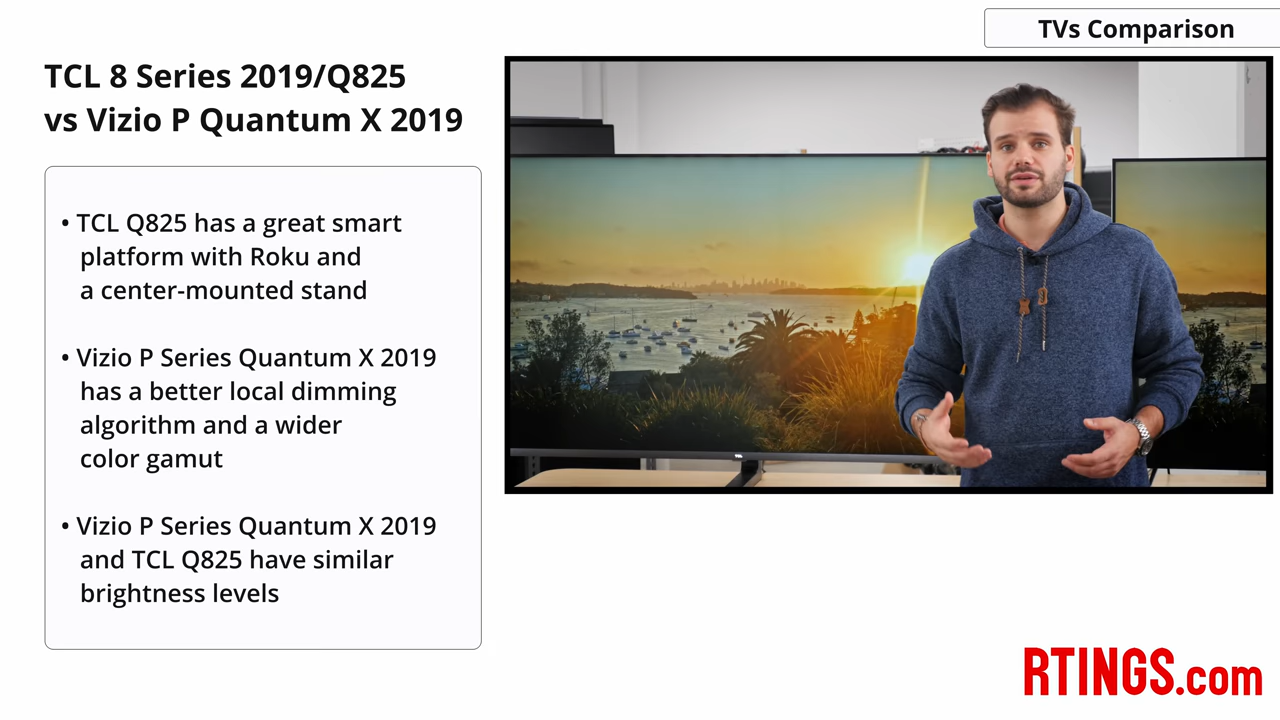 TVs Comparison
TCL 8 Series 2019/Q825
vs Vizio P Quantum X 2019
• TCL Q825 has a great smart
platform with Roku and
a center-mounted stand
• Vizio P Series Quantum X 2019
has a better local dimming
algorithm and a wider
color gamut
• Vizio P Series Quantum X 2019
and TCL Q825 have similar
brightness levels
TCL
RTINGS.com